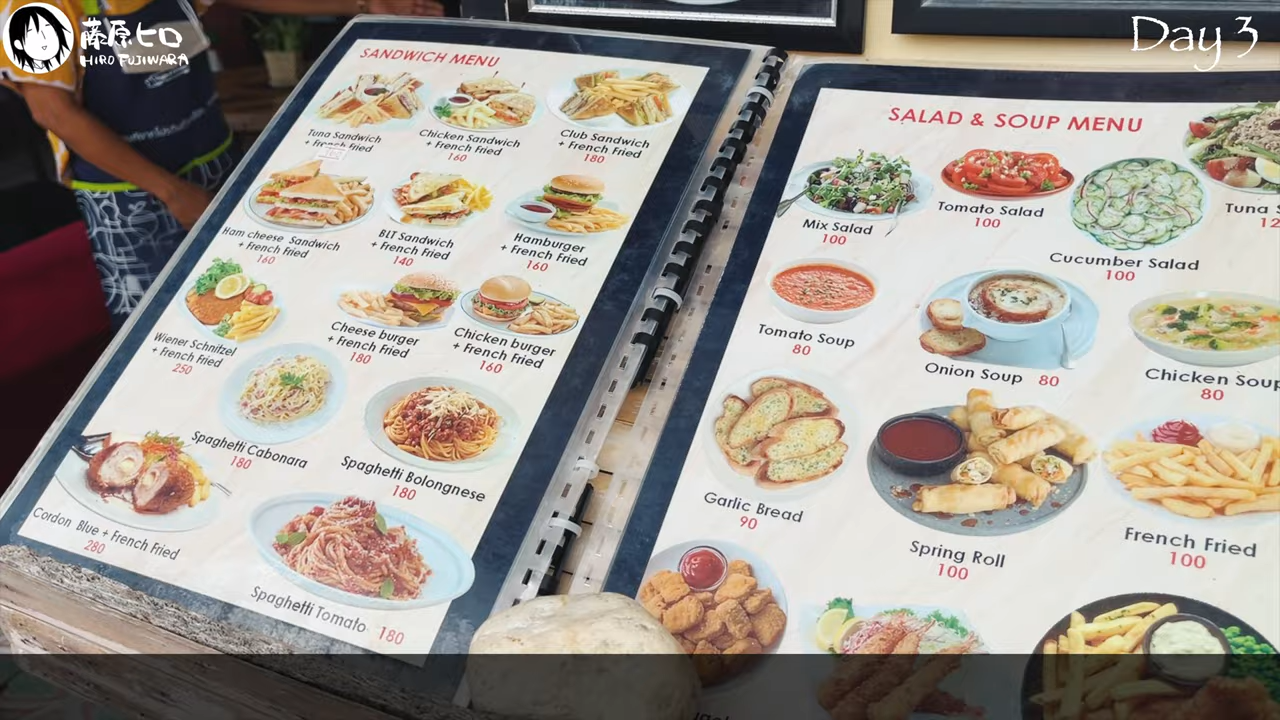 藤原ヒロ
HIRO FUJIWARA
Day 3
SANDWICH MENU
Tuna Sandwich
+ French Fried
Chicken Sandwich
+ French Fried
160
Club Sandwich
+ French Fried
180
Ham cheese Sandwich
+ French Fried
160
BLT Sandwich
+ French Fried
140
Hamburger
+ French Fried
160
Wiener Schnitzel
+ French Fried
250
Cheese burger
+ French Fried
180
Chicken burger
+ French Fried
160
Spaghetti Cabonara
180
Spaghetti Bolongnese
180
Cordon Blue + French Fried
280
Spaghetti Tomato 180
SALAD & SOUP MENU
Mix Salad
100
Tomato Salad
100
Cucumber Salad
100
Tuna
Tomato Soup
80
Onion Soup 80
Chicken Soup
80
Garlic Bread
90
Spring Roll
100
French Fried
100